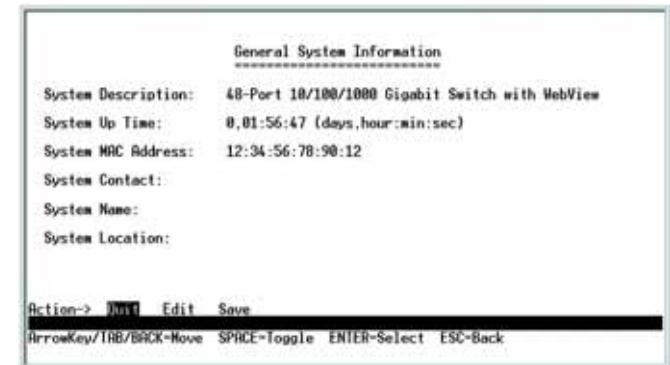 General System Information
==========================
System Description: 48-Port 10/100/1000 Gigabit Switch with WebView
System Up Time: 0,01:56:47 (days,hour:min:sec)
System MAC Address: 12:34:56:78:90:12
System Contact:
System Name:
System Location:
Action-> Quit Edit Save
ArrowKey/TAB/BACK=Move SPACE=Toggle ENTER=Select ESC=Back